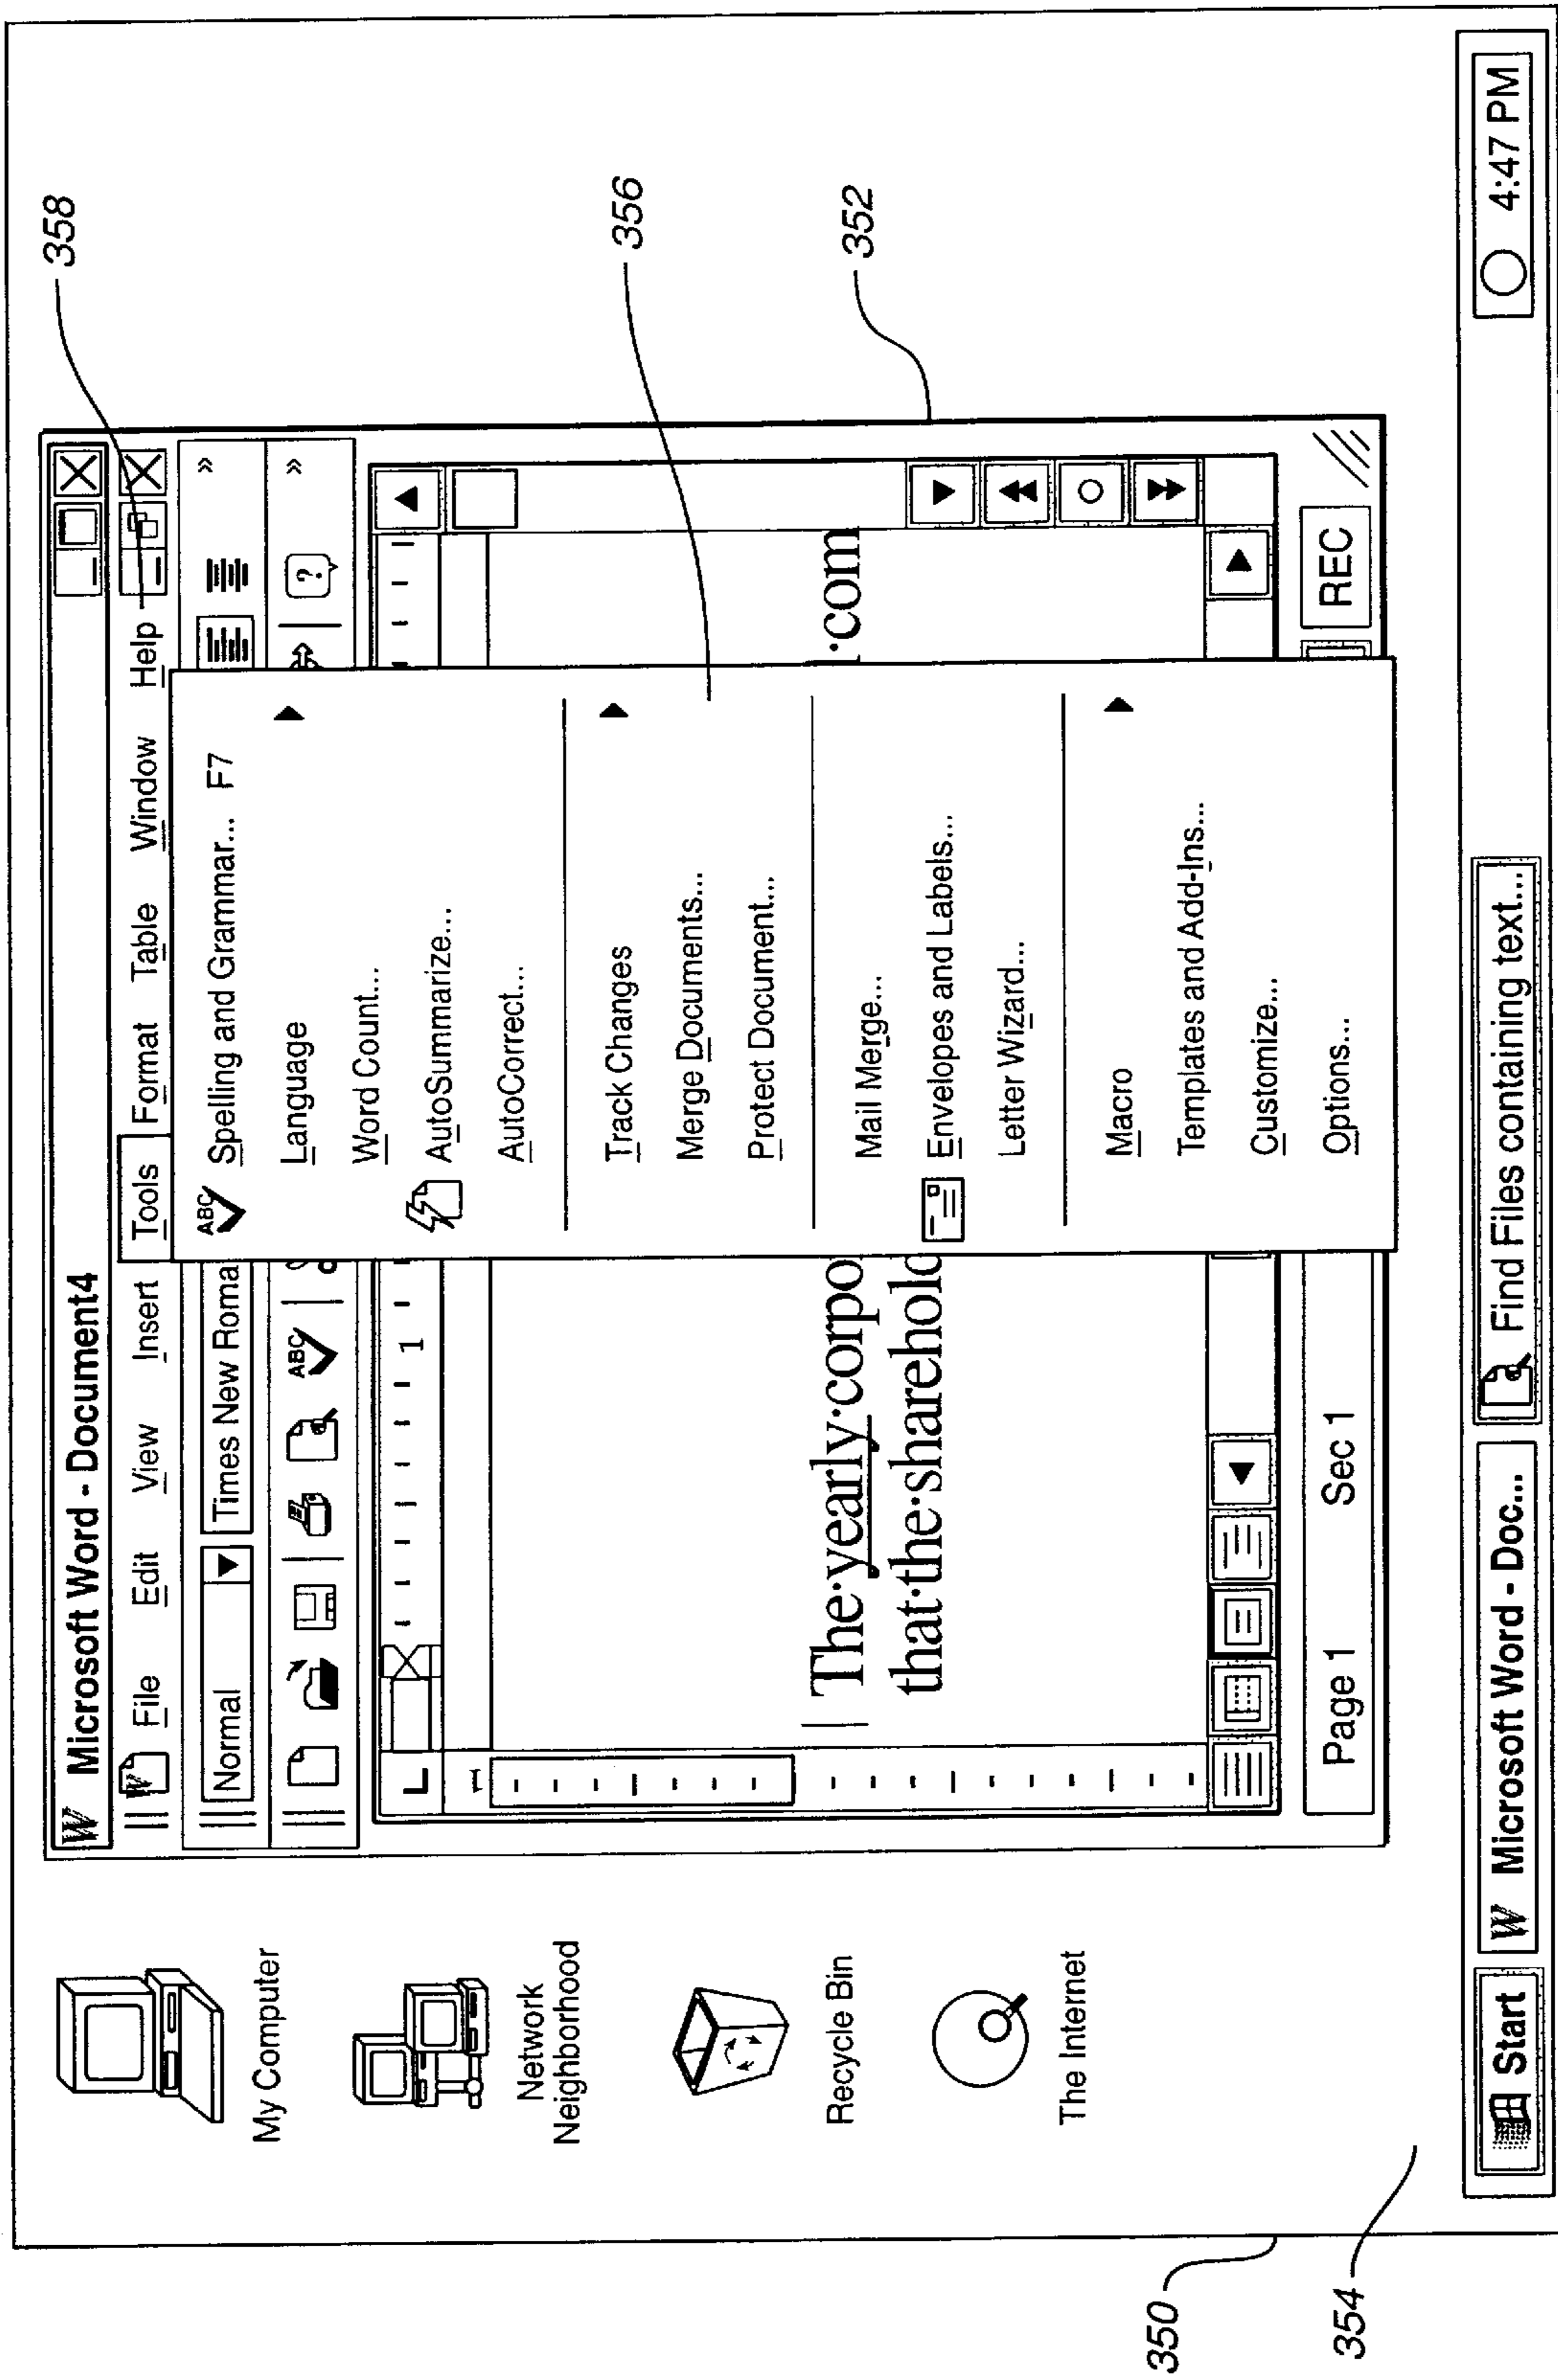 358
356
352
350
354
My Computer
Network
Neighborhood
Recycle Bin
The Internet
W Microsoft Word - Document4
File Edit View Insert Tools Format Table Window Help
Normal Times New Roma
ABC
L 1
Spelling and Grammar... F7
Language
Word Count...
AutoSummarize...
AutoCorrect...
Track Changes
Merge Documents...
Protect Document...
Mail Merge...
Envelopes and Labels...
Letter Wizard...
Macro
Templates and Add-Ins...
Customize...
Options...
ABC
The·yearly·corpo
·com
that·the·sharehold
Page 1 Sec 1 REC
Start W Microsoft Word - Doc... Find Files containing text... 4:47 PM